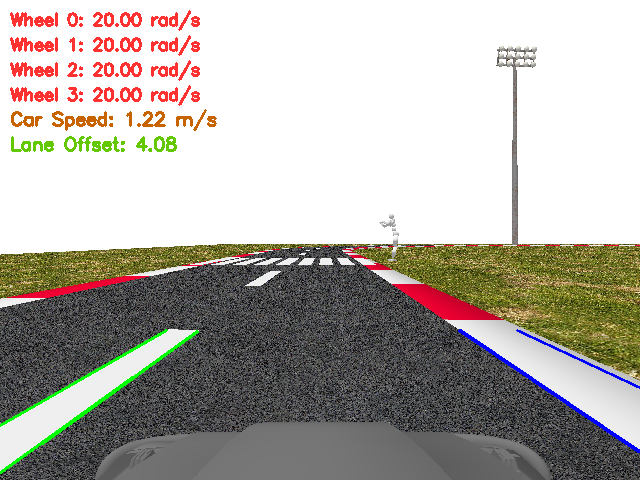 Wheel 0: 20.00 rad/s
Wheel 1: 20.00 rad/s
Wheel 2: 20.00 rad/s
Wheel 3: 20.00 rad/s
Car Speed: 1.22 m/s
Lane Offset: 4.08